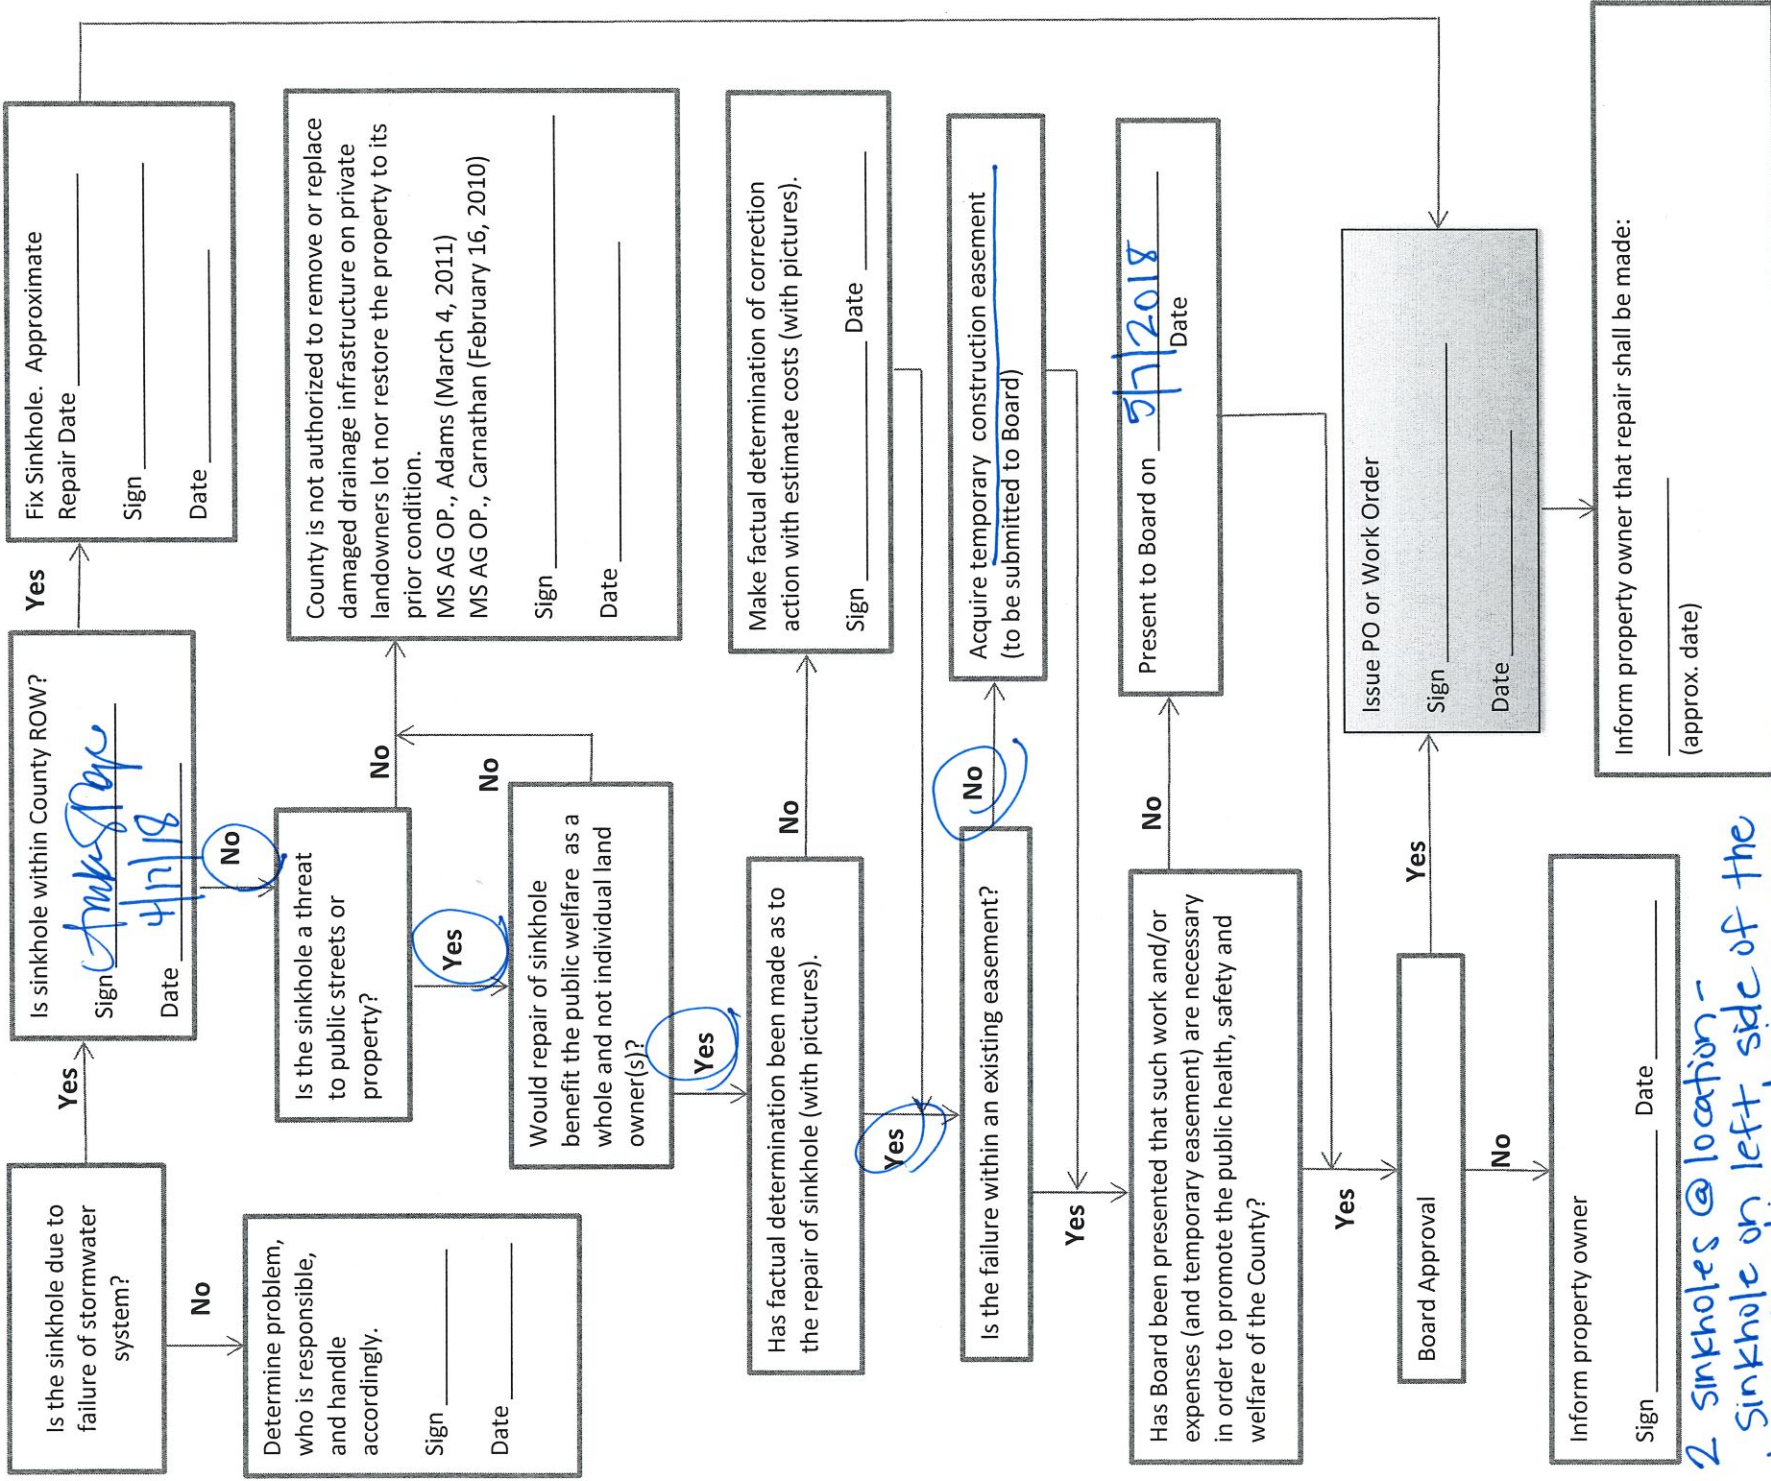 Is the sinkhole due to
failure of stormwater
system?
Yes
No
Determine problem,
who is responsible,
and handle
accordingly.
Sign
Date
Is sinkhole within County ROW?
Sign
Date 4/17/18
Yes
No
Fix Sinkhole. Approximate
Repair Date
Sign
Date
Is the sinkhole a threat
to public streets or
property?
No
Yes
County is not authorized to remove or replace
damaged drainage infrastructure on private
landowners lot nor restore the property to its
prior condition.
MS AG OP., Adams (March 4, 2011)
MS AG OP., Carnathan (February 16, 2010)
Sign
Date
Would repair of sinkhole
benefit the public welfare as a
whole and not individual land
owner(s)?
No
Yes
Has factual determination been made as to
the repair of sinkhole (with pictures).
No
Yes
Make factual determination of correction
action with estimate costs (with pictures).
Sign Date
Is the failure within an existing easement?
No
Yes
Acquire temporary construction easement
(to be submitted to Board)
Has Board been presented that such work and/or
expenses (and temporary easement) are necessary
in order to promote the public health, safety and
welfare of the County?
No
Yes
Present to Board on 5/7/2018
Date
Board Approval
Yes
No
Issue PO or Work Order
Sign
Date
Inform property owner
Sign Date
Inform property owner that repair shall be made:
(approx. date)
2 sinkholes @ location -
sinkhole on left side of the